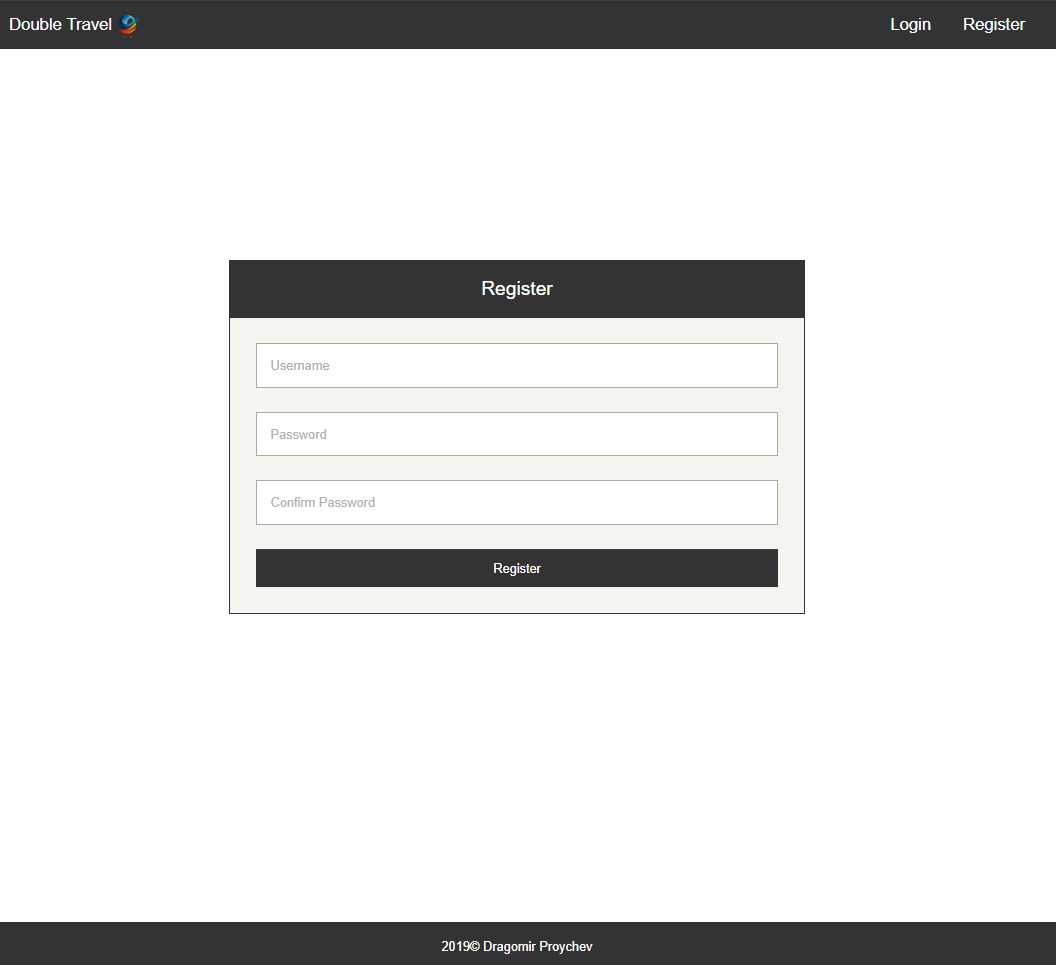 Double Travel
Login
Register
Register
Username
Password
Confirm Password
Register
2019© Dragomir Proychev